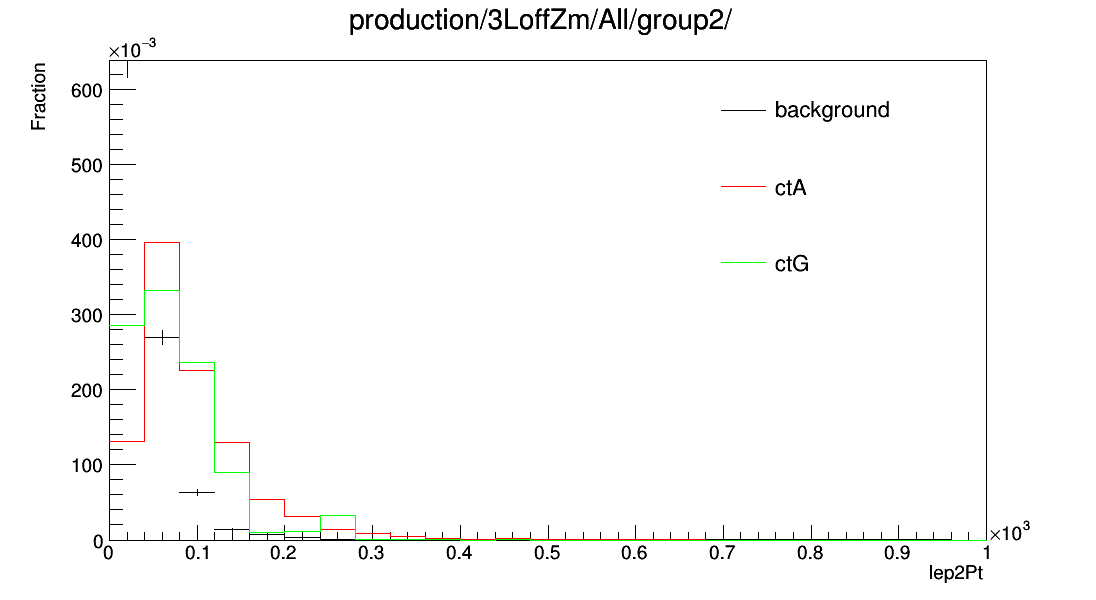 production/3LoffZm/All/group2/
×10⁻³
Fraction
600
500
400
300
200
100
0
background
ctA
ctG
0 0.1 0.2 0.3 0.4 0.5 0.6 0.7 0.8 0.9 1
×10³
lep2Pt